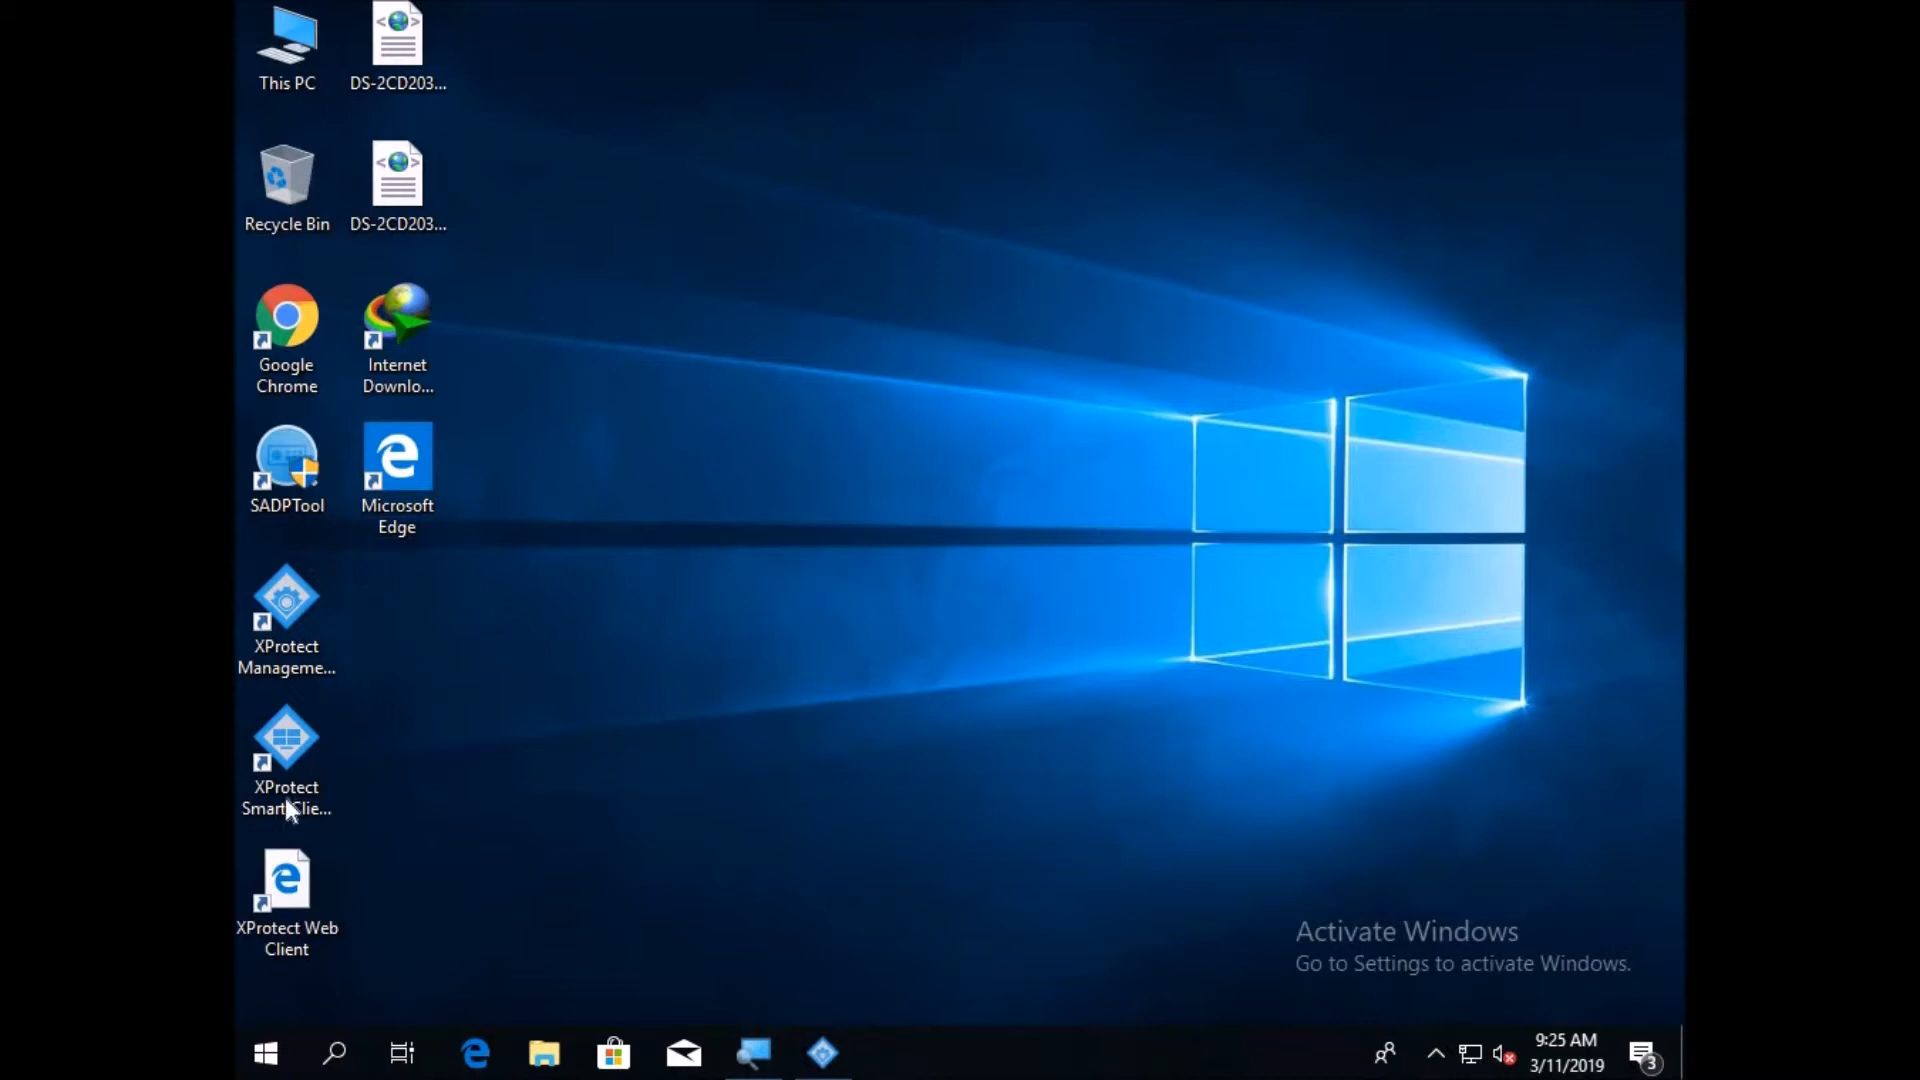 This PC
DS-2CD203...
Recycle Bin
DS-2CD203...
Google
Chrome
Internet
Downlo...
SADPTool
Microsoft
Edge
XProtect
Manageme...
XProtect
Smart Clie...
XProtect Web
Client
Activate Windows
Go to Settings to activate Windows.
9:25 AM
3/11/2019
3